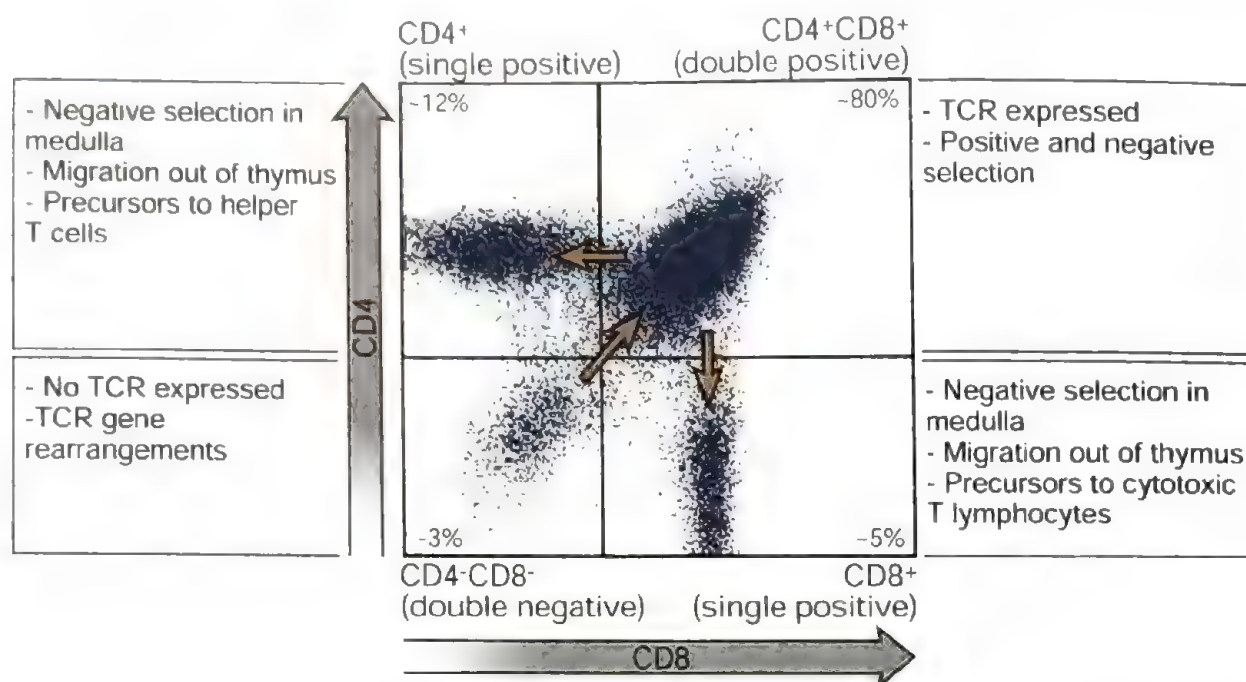 CD4⁺
(single positive)
CD4⁺CD8⁺
(double positive)
- Negative selection in
medulla
- Migration out of thymus
- Precursors to helper
T cells
CD4
~12%
~80%
- TCR expressed
- Positive and negative
selection
- No TCR expressed
-TCR gene
rearrangements
~3%
~5%
- Negative selection in
medulla
- Migration out of thymus
- Precursors to cytotoxic
T lymphocytes
CD4⁻CD8⁻
(double negative)
CD8⁺
(single positive)
CD8